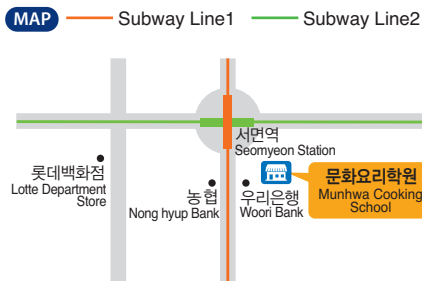 MAP
Subway Line1
Subway Line2
서면역
Seomyeon Station
롯데백화점
Lotte Department
Store
농협
Nong hyup Bank
우리은행
Woori Bank
문화요리학원
Munhwa Cooking
School